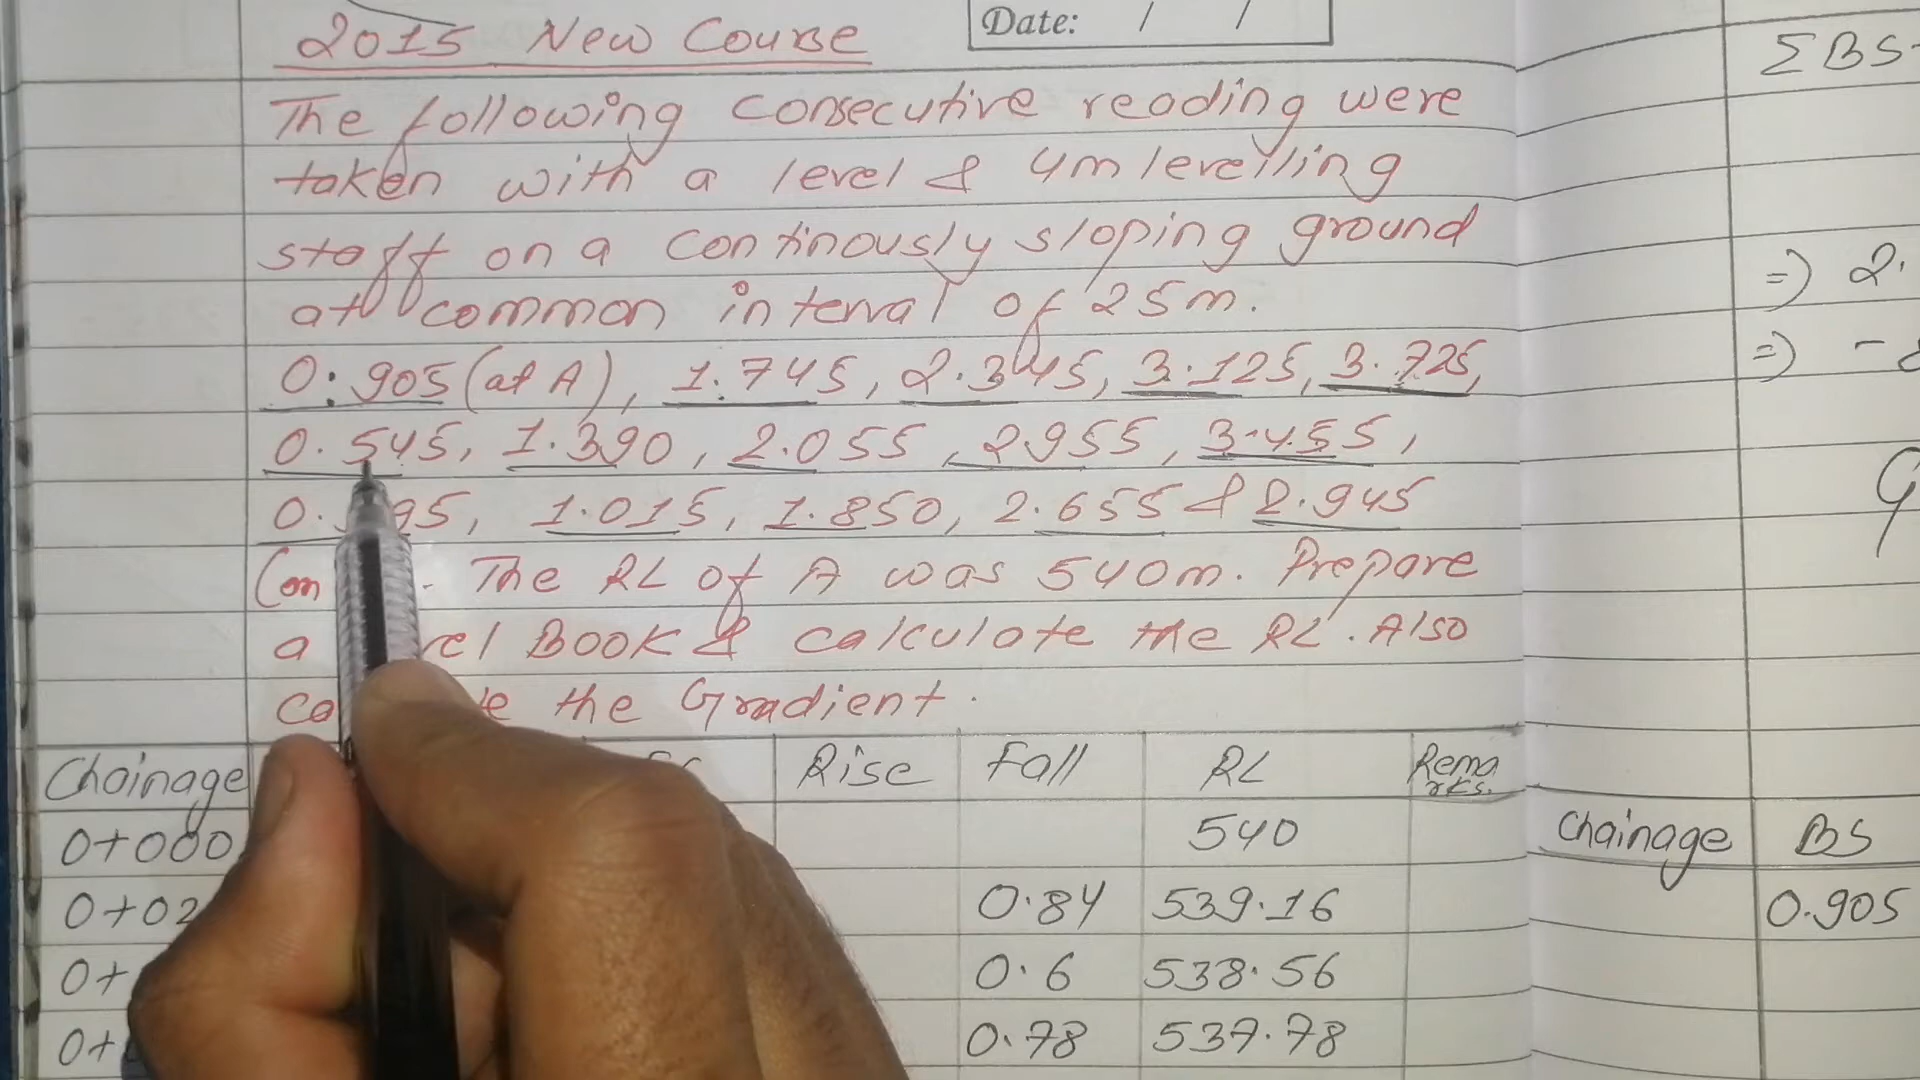 2015 New Course
Date: / /
The following consecutive reading were
taken with a level & 4m levelling
staff on a continously sloping ground
at common interval of 25m.
0.905 (at A), 1.745, 2.345, 3.125, 3.725,
0.545, 1.390, 2.055, 2955, 3.455,
1.015, 1.850, 2.655 & 2.945
The RL of A was 540m. Prepare
a Book & calculate the RL. Also
the Gradient.
Chainage Rise Fall RL Remarks.
0+000 540
0.84 539.16
0.6 538.56
0.78 537.78
ΣBS-
=) 2.
=) -
Chainage BS
0.905